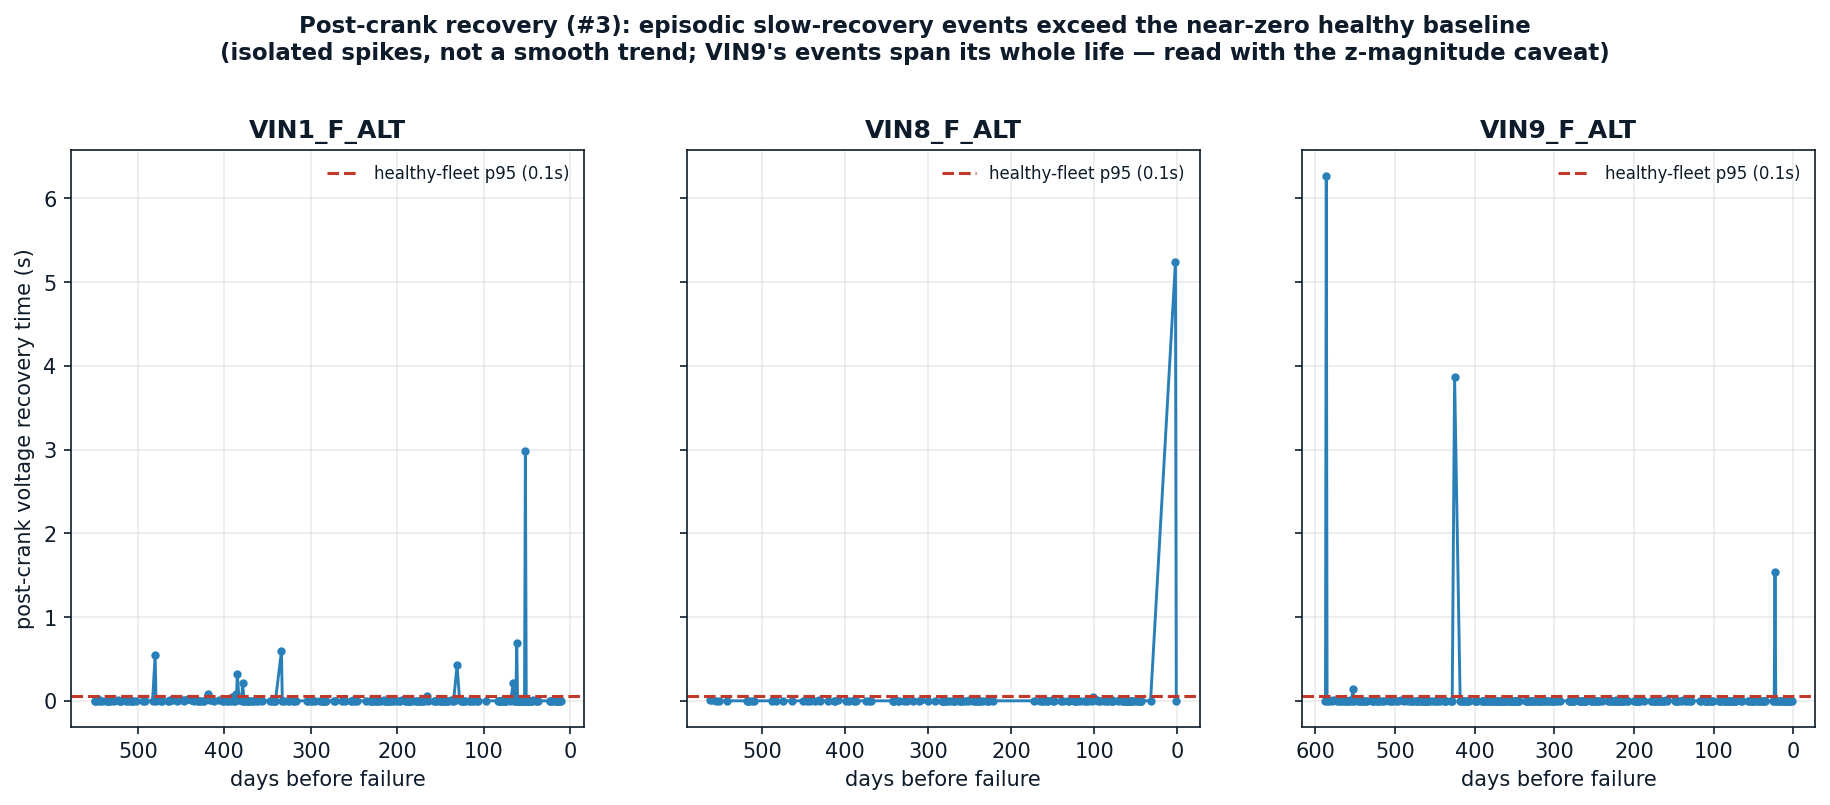 Post-crank recovery (#3): episodic slow-recovery events exceed the near-zero healthy baseline
(isolated spikes, not a smooth trend; VIN9's events span its whole life — read with the z-magnitude caveat)
VIN1_F_ALT
VIN8_F_ALT
VIN9_F_ALT
healthy-fleet p95 (0.1s)
healthy-fleet p95 (0.1s)
healthy-fleet p95 (0.1s)
post-crank voltage recovery time (s)
6
5
4
3
2
1
0
500 400 300 200 100 0
500 400 300 200 100 0
600 500 400 300 200 100 0
days before failure
days before failure
days before failure